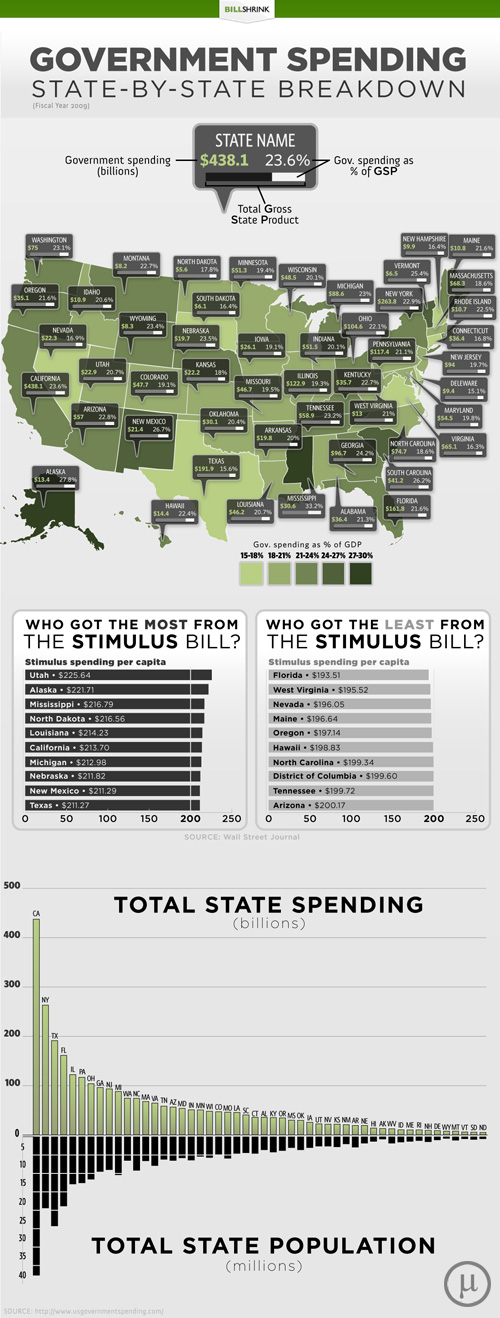 BILLSHRINK
GOVERNMENT SPENDING
STATE-BY-STATE BREAKDOWN
(Fiscal Year 2009)
STATE NAME
Government spending
(billions)
$438.1 23.6%
Gov. spending as
% of GSP
Total Gross
State Product
WASHINGTON
$75 23.1%
MONTANA
$8.2 22.7%
NORTH DAKOTA
$5.6 17.8%
MINNESOTA
$51.3 19.4%
WISCONSIN
$48.5 20.1%
MICHIGAN
$88.6 23%
VERMONT
$6.5 25.4%
NEW HAMPSHIRE
$9.9 16.4%
MAINE
$10.8 21.6%
OREGON
$35.1 21.6%
IDAHO
$10.9 20.6%
SOUTH DAKOTA
$6.1 16.4%
NEW YORK
$263.8 22.9%
MASSACHUSETTS
$68.3 18.6%
RHODE ISLAND
$10.7 22.5%
NEVADA
$22.3 16.9%
WYOMING
$8.3 23.4%
NEBRASKA
$19.7 23.5%
IOWA
$26.1 19.1%
INDIANA
$51.5 20.1%
OHIO
$104.6 22.1%
PENNSYLVANIA
$117.4 21.1%
CONNECTICUT
$36.4 16.8%
NEW JERSEY
$94 19.7%
CALIFORNIA
$438.1 23.6%
UTAH
$22.9 20.7%
COLORADO
$47.7 19.1%
KANSAS
$22.2 18%
MISSOURI
$46.7 19.5%
ILLINOIS
$122.9 19.3%
KENTUCKY
$35.7 22.7%
DELAWARE
$9.4 15.1%
ARIZONA
$57 22.8%
NEW MEXICO
$21.4 26.7%
OKLAHOMA
$30.1 20.4%
ARKANSAS
$19.8 20%
TENNESSEE
$58.9 23.2%
WEST VIRGINIA
$13 21%
MARYLAND
$54.5 19.8%
VIRGINIA
$65.1 16.3%
TEXAS
$191.9 15.6%
GEORGIA
$96.7 24.2%
NORTH CAROLINA
$74.7 18.6%
SOUTH CAROLINA
$41.2 26.2%
ALASKA
$13.4 27.8%
HAWAII
$14.4 22.4%
LOUISIANA
$46.2 20.7%
MISSISSIPPI
$30.6 33.2%
ALABAMA
$36.4 21.3%
FLORIDA
$161.8 21.6%
Gov. spending as % of GDP
15-18% 18-21% 21-24% 24-27% 27-30%
WHO GOT THE MOST FROM
THE STIMULUS BILL?
Stimulus spending per capita
Utah • $225.64
Alaska • $221.71
Mississippi • $216.79
North Dakota • $216.56
Louisiana • $214.23
California • $213.70
Michigan • $212.98
Nebraska • $211.82
New Mexico • $211.29
Texas • $211.27
0 50 100 150 200 250
WHO GOT THE LEAST FROM
THE STIMULUS BILL?
Stimulus spending per capita
Florida • $193.51
West Virginia • $195.52
Nevada • $196.05
Maine • $196.64
Oregon • $197.14
Hawaii • $198.83
North Carolina • $199.34
District of Columbia • $199.60
Tennessee • $199.72
Arizona • $200.17
0 50 100 150 200 250
SOURCE: Wall Street Journal
TOTAL STATE SPENDING
(billions)
500
400
300
200
100
0
CA
NY
TX
FL
IL PA OH GA NJ MI WA NC MA VA TN AZ MD IN MN WI CO MO LA SC CT AL KY OR MS OK IA UT NV KS NM AR NE HI AK WV ID ME RI NH DE WY MT VT SD ND
5
10
15
20
25
30
35
40
TOTAL STATE POPULATION
(millions)
µ
SOURCE: http://www.usgovernmentspending.com/